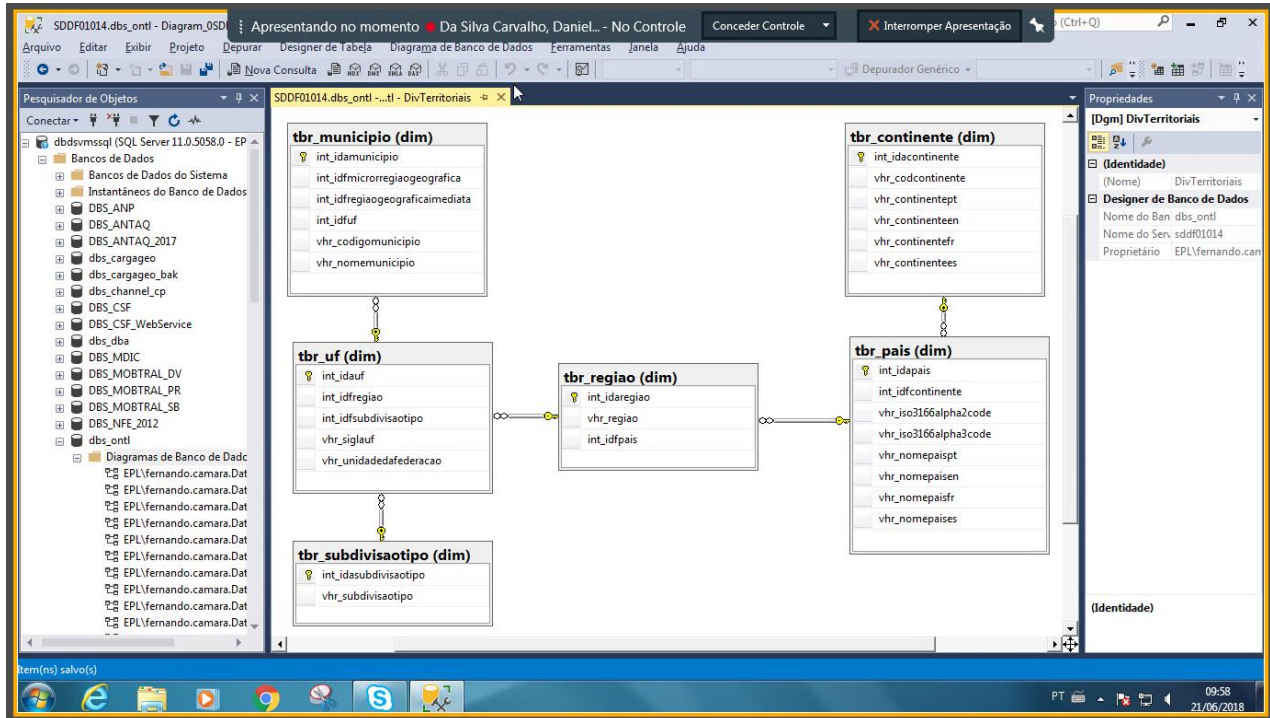 SDDF01014.dbs_ontl - Diagram_0SD
Apresentando no momento Da Silva Carvalho, Daniel... - No Controle
Conceder Controle
Interromper Apresentação
(Ctrl+Q)
Arquivo Editar Exibir Projeto Depurar Designer de Tabela Diagrama de Banco de Dados Ferramentas Janela Ajuda
Nova Consulta
MDX DMX XMLA DAX
Depurador Genérico
Pesquisador de Objetos
Conectar
dbdsvmssql (SQL Server 11.0.5058.0 - EP
Bancos de Dados
Bancos de Dados do Sistema
Instantâneos do Banco de Dados
DBS_ANP
DBS_ANTAQ
DBS_ANTAQ_2017
dbs_cargageo
dbs_cargageo_bak
dbs_channel_cp
DBS_CSF
DBS_CSF_WebService
dbs_dba
DBS_MDIC
DBS_MOBTRAL_DV
DBS_MOBTRAL_PR
DBS_MOBTRAL_SB
DBS_NFE_2012
dbs_ontl
Diagramas de Banco de Dadc
EPL\fernando.camara.Dat
EPL\fernando.camara.Dat
EPL\fernando.camara.Dat
EPL\fernando.camara.Dat
EPL\fernando.camara.Dat
EPL\fernando.camara.Dat
EPL\fernando.camara.Dat
EPL\fernando.camara.Dat
EPL\fernando.camara.Dat
EPL\fernando.camara.Dat
SDDF01014.dbs_ontl -...tl - DivTerritoriais
tbr_municipio (dim)
int_idamunicipio
int_idfmicrorregiaogeografica
int_idfregiaogeograficaimediata
int_idfuf
vhr_codigomunicipio
vhr_nomemunicipio
tbr_uf (dim)
int_idauf
int_idfregiao
int_idfsubdivisaotipo
vhr_siglauf
vhr_unidadedafederacao
tbr_subdivisaotipo (dim)
int_idasubdivisaotipo
vhr_subdivisaotipo
tbr_regiao (dim)
int_idaregiao
vhr_regiao
int_idfpais
tbr_continente (dim)
int_idacontinente
vhr_codcontinente
vhr_continentept
vhr_continenteen
vhr_continentefr
vhr_continentees
tbr_pais (dim)
int_idapais
int_idfcontinente
vhr_iso3166alpha2code
vhr_iso3166alpha3code
vhr_nomepaispt
vhr_nomepaisen
vhr_nomepaisfr
vhr_nomepaises
Propriedades
[Dgm] DivTerritoriais
(Identidade)
(Nome) DivTerritoriais
Designer de Banco de Dados
Nome do Ban dbs_ontl
Nome do Serv sddf01014
Proprietário EPL\fernando.can
(Identidade)
Item(ns) salvo(s)
PT
09:58
21/06/2018